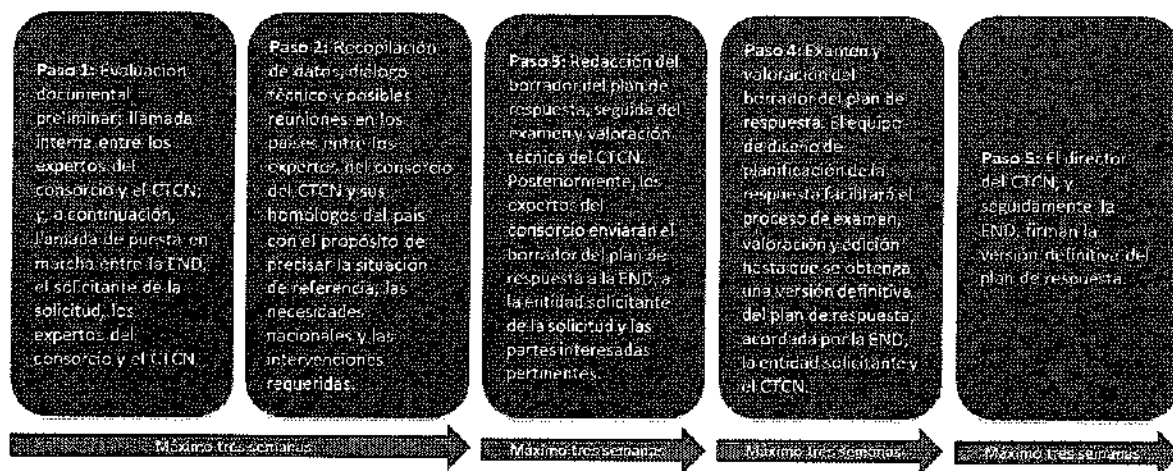 Paso 1: Evaluación
documental
preliminar; llamada
interna entre los
expertos del
consorcio y el CTCN;
y, a continuación,
llamada de puesta en
marcha entre la END,
el solicitante de la
solicitud, los
expertos del
consorcio y el CTCN.
Paso 2: Recopilación
de datos, diálogo
técnico y posibles
reuniones en los
países entre los
expertos del consorcio
del CTCN y sus
homólogos del país
con el propósito de
precisar la situación
de referencia, las
necesidades
nacionales y las
intervenciones
requeridas.
Paso 3: Redacción del
borrador del plan de
respuesta, seguida del
examen y valoración
técnica del CTCN.
Posteriormente, los
expertos del
consorcio enviarán el
borrador del plan de
respuesta a la END, a
la entidad solicitante
de la solicitud y las
partes interesadas
pertinentes.
Paso 4: Examen y
valoración del
borrador del plan de
respuesta. El equipo
de diseño de
planificación de la
respuesta facilitará el
proceso de examen,
valoración y edición
hasta que se obtenga
una versión definitiva
del plan de respuesta,
acordada por la END,
la entidad solicitante y
el CTCN.
Paso 5: El director
del CTCN, y
seguidamente la
END, firman la
versión definitiva del
plan de respuesta.
Máximo tres semanas
Máximo tres semanas
Máximo tres semanas
Máximo tres semanas